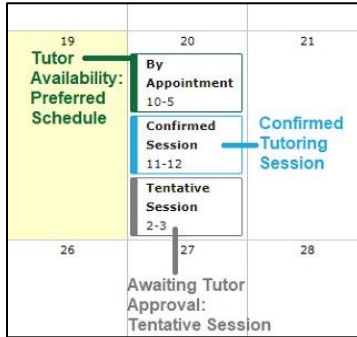 19 20 21
Tutor
Availability:
Preferred
Schedule
By
Appointment
10-5
Confirmed
Session
11-12
Confirmed
Tutoring
Session
Tentative
Session
2-3
26 27 28
Awaiting Tutor
Approval:
Tentative Session